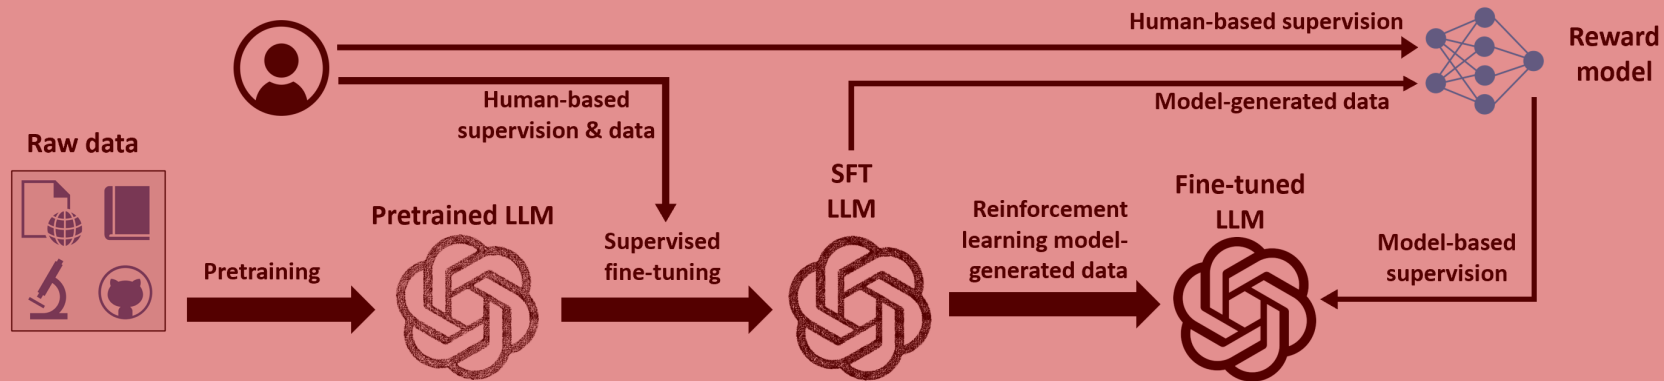 Human-based supervision
Reward
model
Human-based
supervision & data
Model-generated data
Raw data
SFT
LLM
Pretrained LLM
Fine-tuned
LLM
Reinforcement
learning model-
generated data
Supervised
fine-tuning
Model-based
supervision
Pretraining